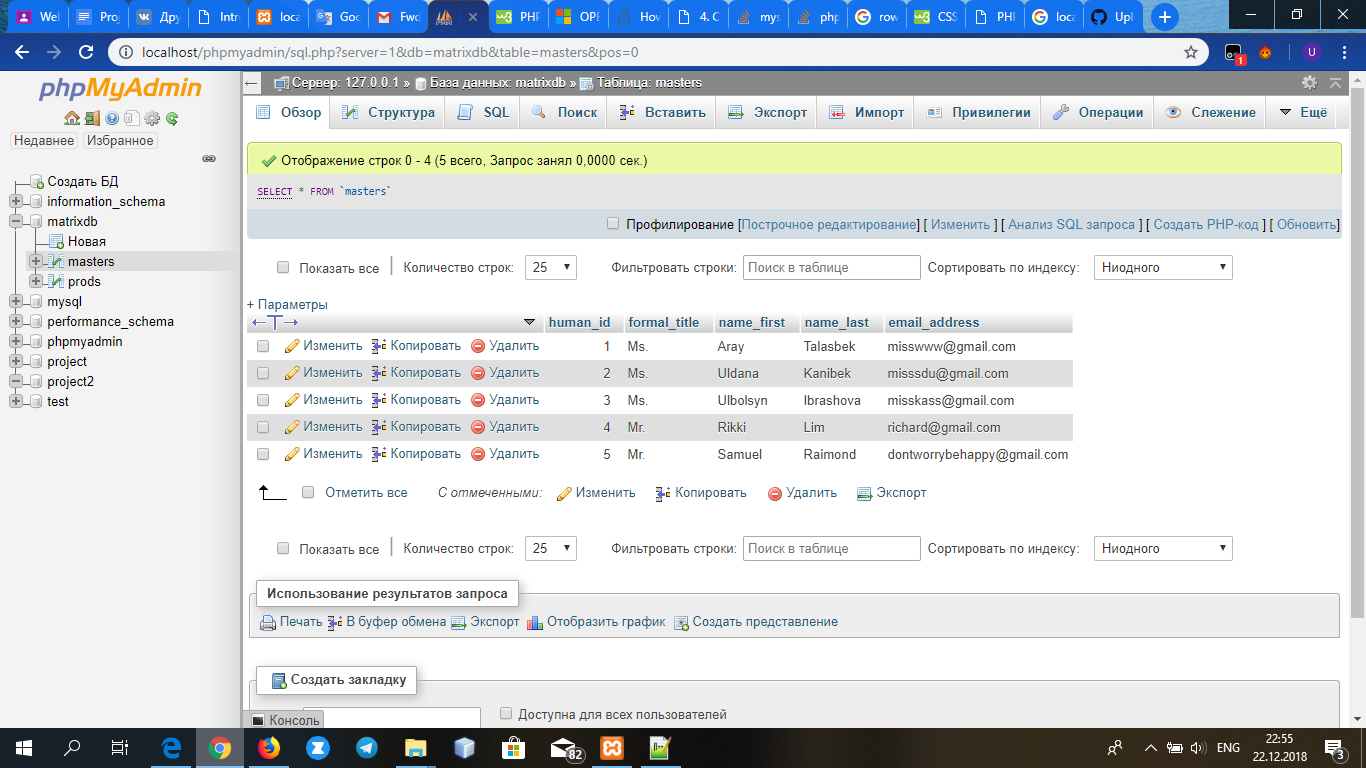 Wel Proj Дру Intro loca Goo Fwd PHP OPE How 4. C mys php row CSS PHP loca Upl
localhost/phpmyadmin/sql.php?server=1&db=matrixdb&table=masters&pos=0
1 U
phpMyAdmin
Недавнее Избранное
Создать БД
information_schema
matrixdb
Новая
masters
prods
mysql
performance_schema
phpmyadmin
project
project2
test
Сервер: 127.0.0.1 » База данных: matrixdb » Таблица: masters
Обзор Структура SQL Поиск Вставить Экспорт Импорт Привилегии Операции Слежение Ещё
Отображение строк 0 - 4 (5 всего, Запрос занял 0,0000 сек.)
SELECT * FROM `masters`
Профилирование [Построчное редактирование] [ Изменить ] [ Анализ SQL запроса ] [ Создать PHP-код ] [ Обновить]
Показать все Количество строк: 25 Фильтровать строки: Поиск в таблице Сортировать по индексу: Ниодного
+ Параметры
←T→ human_id formal_title name_first name_last email_address
Изменить Копировать Удалить 1 Ms. Aray Talasbek misswww@gmail.com
Изменить Копировать Удалить 2 Ms. Uldana Kanibek misssdu@gmail.com
Изменить Копировать Удалить 3 Ms. Ulbolsyn Ibrashova misskass@gmail.com
Изменить Копировать Удалить 4 Mr. Rikki Lim richard@gmail.com
Изменить Копировать Удалить 5 Mr. Samuel Raimond dontworrybehappy@gmail.com
Отметить все С отмеченными: Изменить Копировать Удалить Экспорт
Показать все Количество строк: 25 Фильтровать строки: Поиск в таблице Сортировать по индексу: Ниодного
Использование результатов запроса
Печать В буфер обмена Экспорт Отобразить график Создать представление
Создать закладку
Доступна для всех пользователей
Консоль
82 ENG 22:55
22.12.2018 3